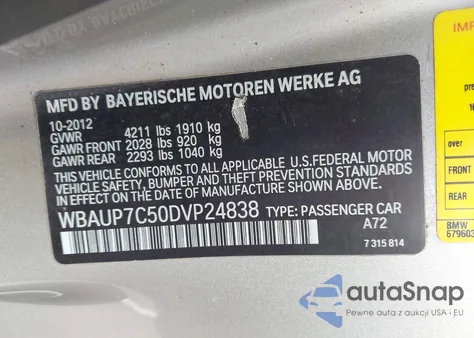 MFD BY BAYERISCHE MOTOREN WERKE AG
10-2012
GVWR 4211 lbs 1910 kg
GAWR FRONT 2028 lbs 920 kg
GAWR REAR 2293 lbs 1040 kg
THIS VEHICLE CONFORMS TO ALL APPLICABLE U.S.FEDERAL MOTOR
VEHICLE SAFETY, BUMPER AND THEFT PREVENTION STANDARDS IN
EFFECT ON THE DATE OF MANUFACTURE SHOWN ABOVE.
WBAUP7C50DVP24838 TYPE: PASSENGER CAR
A72
7 315 814
over
FRONT
REAR
BMW
autoSnap
Pewne auto z aukcji USA i EU